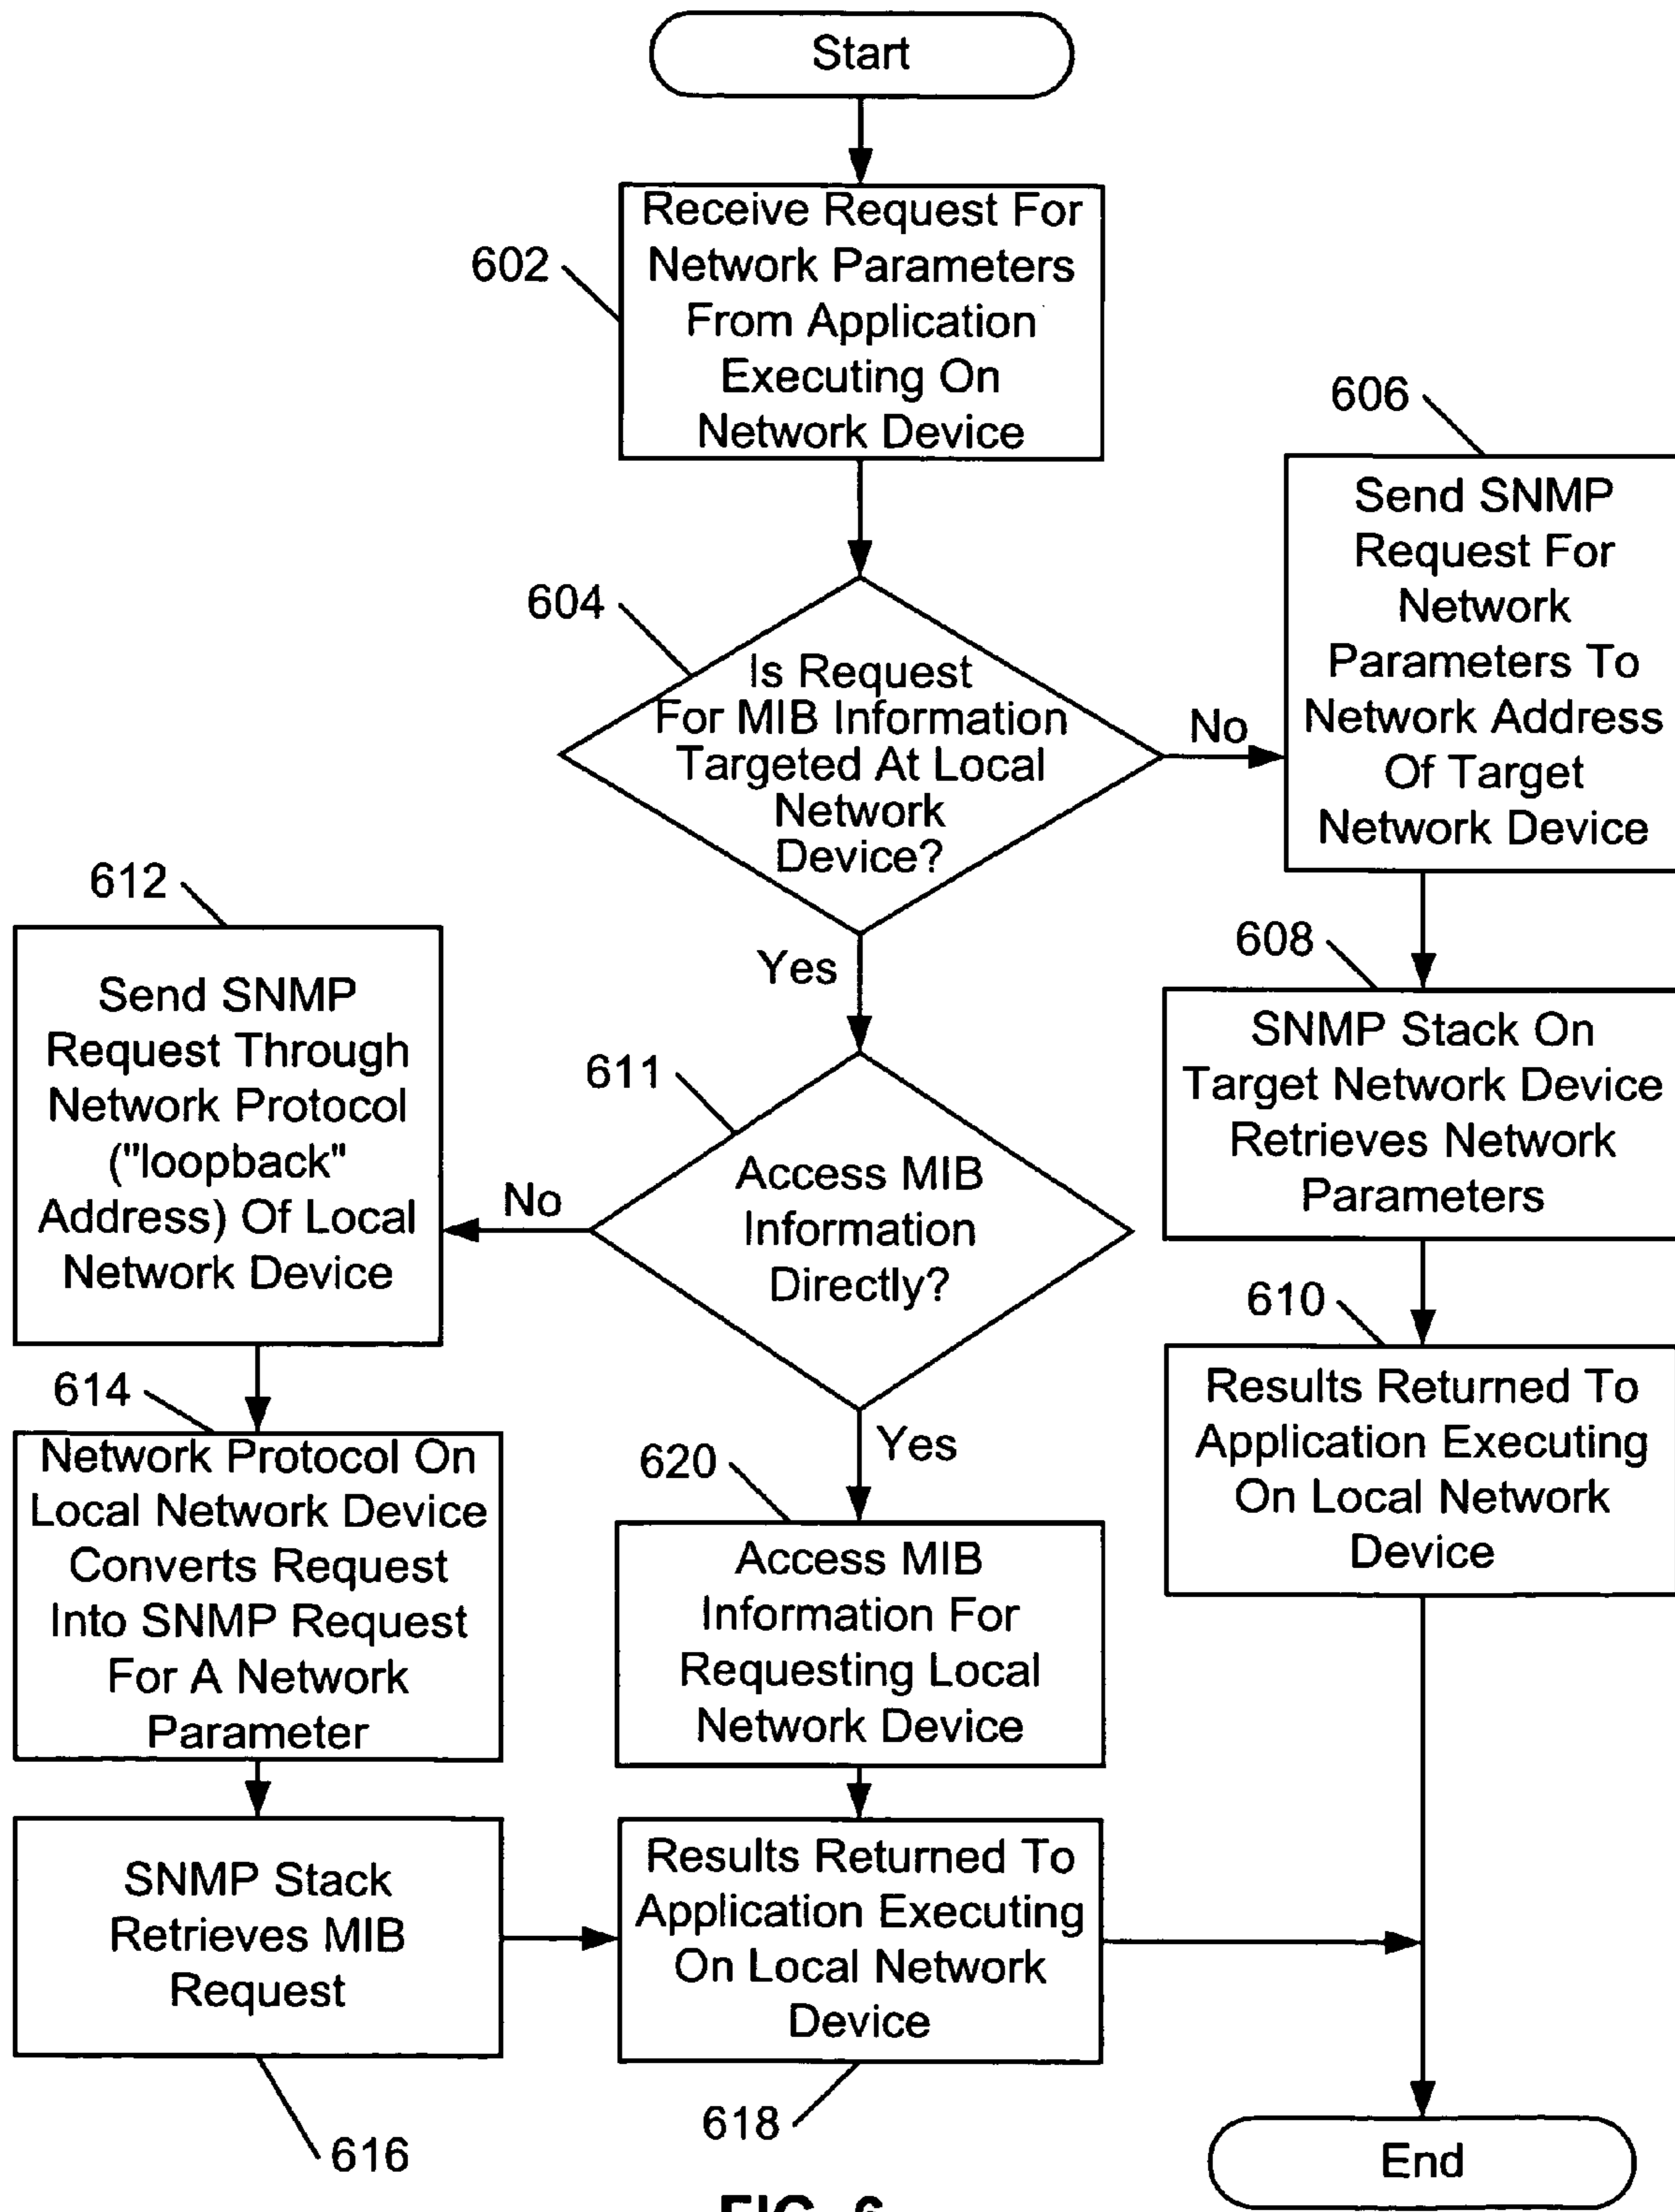 Start
602
Receive Request For
Network Parameters
From Application
Executing On
Network Device
604
Is Request
For MIB Information
Targeted At Local
Network
Device?
No
606
Send SNMP
Request For
Network
Parameters To
Network Address
Of Target
Network Device
608
SNMP Stack On
Target Network Device
Retrieves Network
Parameters
610
Results Returned To
Application Executing
On Local Network
Device
Yes
611
Access MIB
Information
Directly?
No
612
Send SNMP
Request Through
Network Protocol
("loopback"
Address) Of Local
Network Device
614
Network Protocol On
Local Network Device
Converts Request
Into SNMP Request
For A Network
Parameter
SNMP Stack
Retrieves MIB
Request
616
Yes
620
Access MIB
Information For
Requesting Local
Network Device
Results Returned To
Application Executing
On Local Network
Device
618
End
FIG. 6